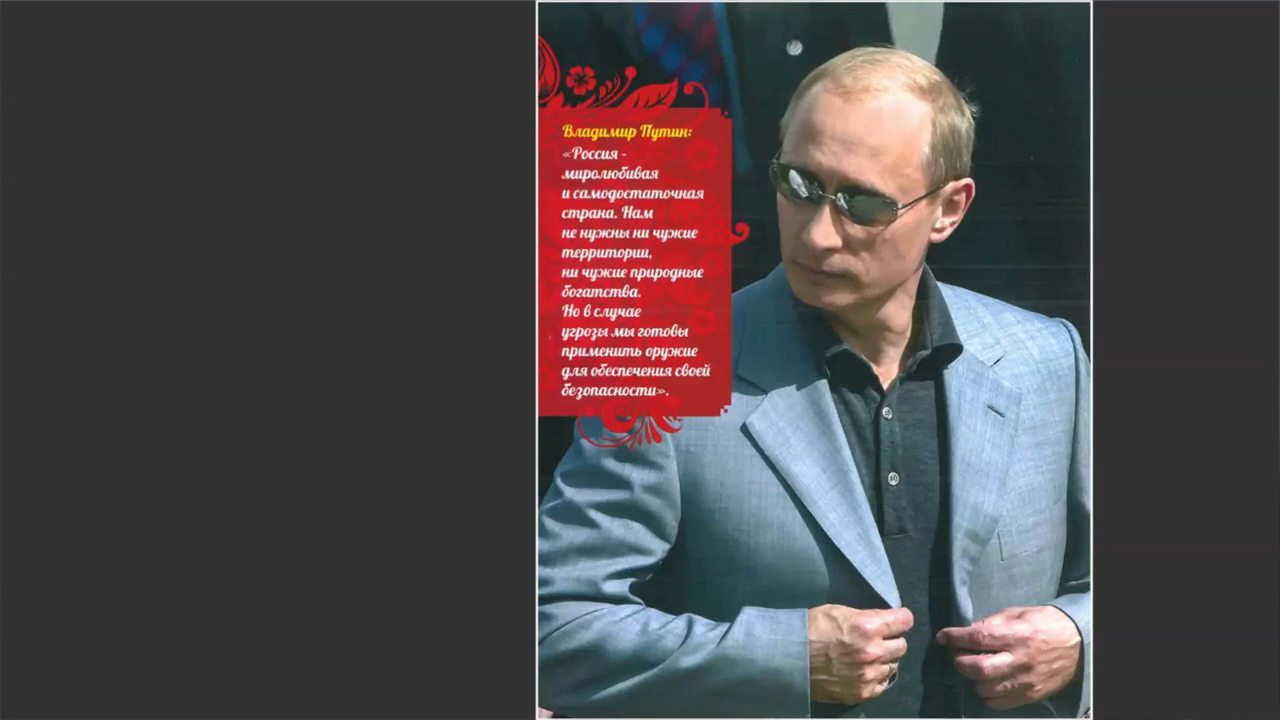 Владимир Путин:
«Россия -
миролюбивая
и самодостаточная
страна. Нам
не нужны ни чужие
территории,
ни чужие природные
богатства.
Но в случае
угрозы мы готовы
применить оружие
для обеспечения своей
безопасности».